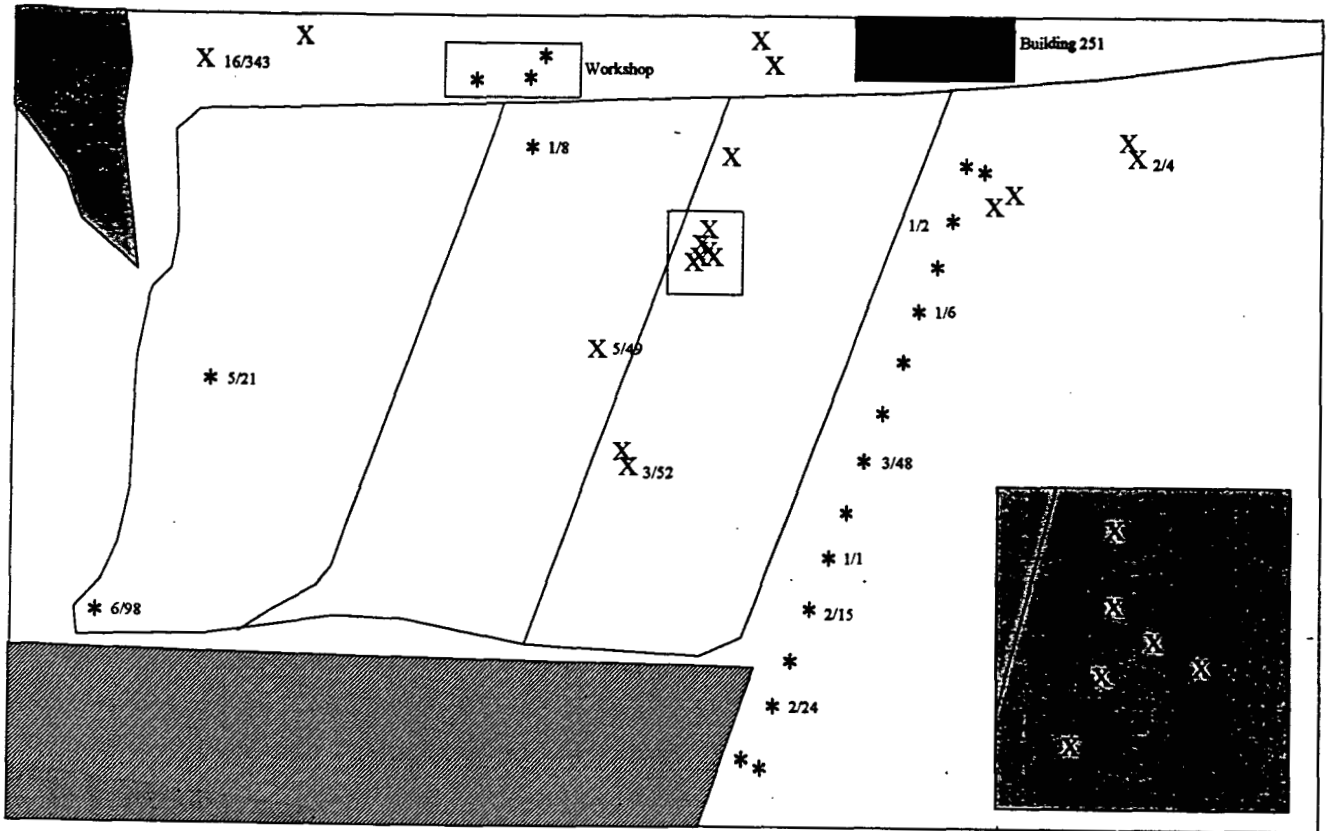 Building 251
X
X 16/343
X
Workshop
*
X
* *
* 1/8
X
X
X 2/4
* *
X
X
1/2 *
X
X
X X
X X
*
* 1/6
X 5/49
*
* 5/21
*
X
X 3/52
* 3/48
*
X
* 1/1
* 6/98
* 2/15
X
X
*
X
X
* 2/24
X
* *